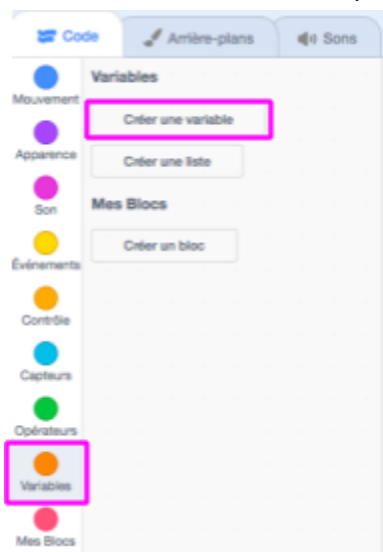 Code
Arrière-plans
Sons
Mouvement
Apparence
Son
Événements
Contrôle
Capteurs
Opérateurs
Variables
Mes Blocs
Variables
Créer une variable
Créer une liste
Mes Blocs
Créer un bloc